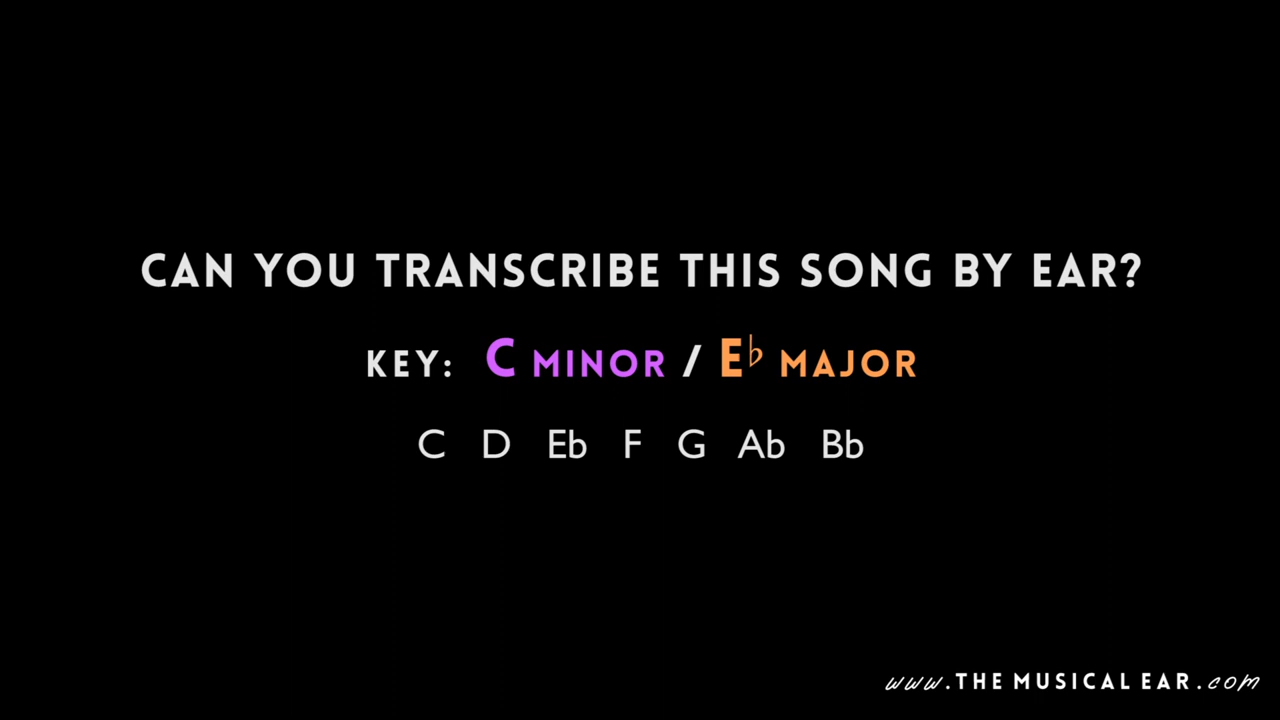 CAN YOU TRANSCRIBE THIS SONG BY EAR?
KEY: C MINOR / E♭ MAJOR
C D Eb F G Ab Bb
www.THE MUSICAL EAR.com